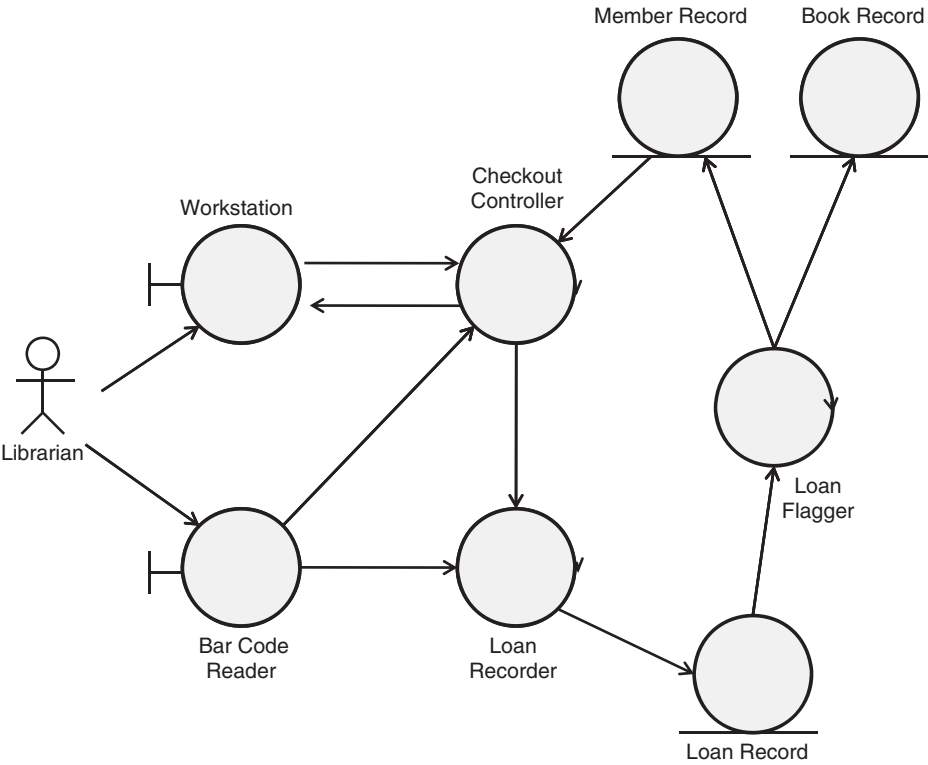 Member Record
Book Record
Checkout
Controller
Workstation
Librarian
Loan
Flagger
Bar Code
Reader
Loan
Recorder
Loan Record